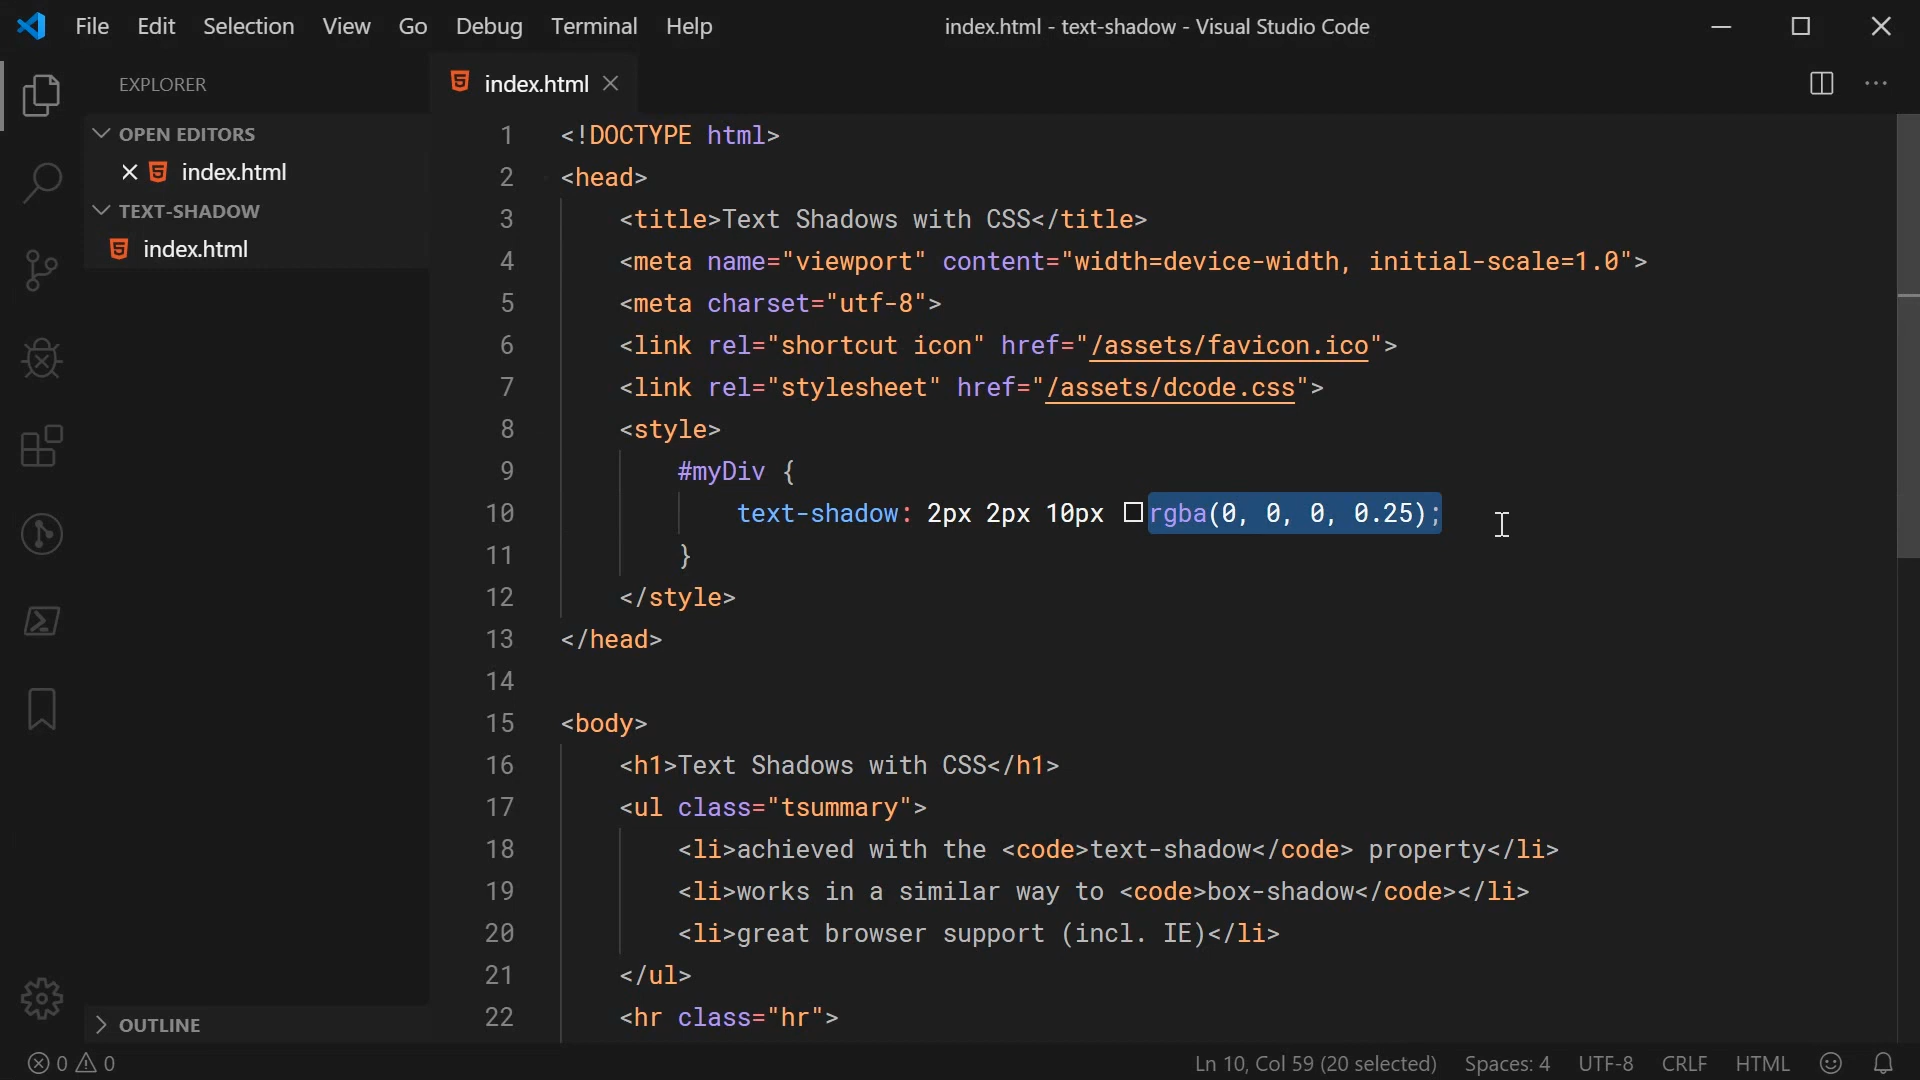 File Edit Selection View Go Debug Terminal Help
index.html - text-shadow - Visual Studio Code
EXPLORER
OPEN EDITORS
index.html
TEXT-SHADOW
index.html
OUTLINE
index.html
1 <!DOCTYPE html>
2 <head>
3 <title>Text Shadows with CSS</title>
4 <meta name="viewport" content="width=device-width, initial-scale=1.0">
5 <meta charset="utf-8">
6 <link rel="shortcut icon" href="/assets/favicon.ico">
7 <link rel="stylesheet" href="/assets/dcode.css">
8 <style>
9 #myDiv {
10 text-shadow: 2px 2px 10px rgba(0, 0, 0, 0.25);
11 }
12 </style>
13 </head>
14
15 <body>
16 <h1>Text Shadows with CSS</h1>
17 <ul class="tsummary">
18 <li>achieved with the <code>text-shadow</code> property</li>
19 <li>works in a similar way to <code>box-shadow</code></li>
20 <li>great browser support (incl. IE)</li>
21 </ul>
22 <hr class="hr">
0 0
Ln 10, Col 59 (20 selected) Spaces: 4 UTF-8 CRLF HTML